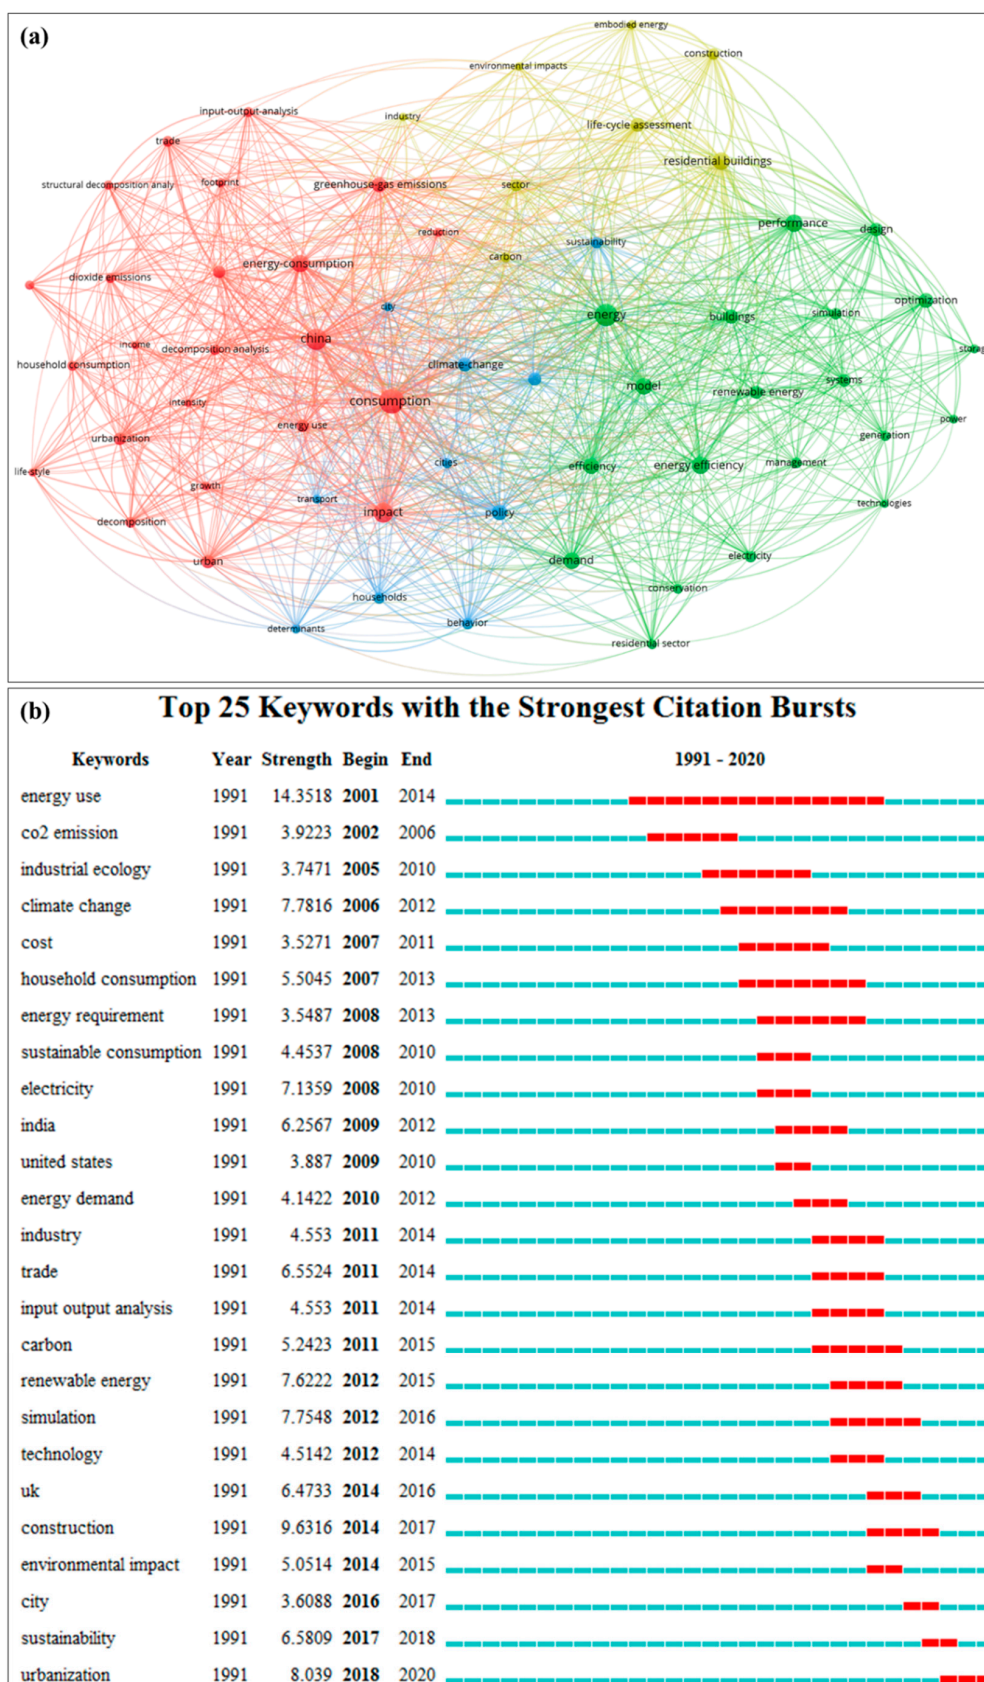 (a)
embodied energy
construction
environmental impacts
input-output-analysis
industry
life-cycle assessment
trade
residential buildings
structural decomposition analy
footprint
greenhouse-gas emissions
sector
performance
design
reduction
sustainability
carbon
energy-consumption
dioxide emissions
optimization
city
energy
buildings
simulation
china
income
decomposition analysis
storag
household consumption
climate-change
systems
model
renewable energy
consumption
intensity
power
energy use
generation
urbanization
cities
efficiency
energy efficiency
management
life-style
growth
transport
technologies
impact
policy
decomposition
electricity
urban
demand
conservation
households
behavior
determinants
residential sector
(b)
Top 25 Keywords with the Strongest Citation Bursts
Keywords Year Strength Begin End 1991 - 2020
energy use 1991 14.3518 2001 2014
co2 emission 1991 3.9223 2002 2006
industrial ecology 1991 3.7471 2005 2010
climate change 1991 7.7816 2006 2012
cost 1991 3.5271 2007 2011
household consumption 1991 5.5045 2007 2013
energy requirement 1991 3.5487 2008 2013
sustainable consumption 1991 4.4537 2008 2010
electricity 1991 7.1359 2008 2010
india 1991 6.2567 2009 2012
united states 1991 3.887 2009 2010
energy demand 1991 4.1422 2010 2012
industry 1991 4.553 2011 2014
trade 1991 6.5524 2011 2014
input output analysis 1991 4.553 2011 2014
carbon 1991 5.2423 2011 2015
renewable energy 1991 7.6222 2012 2015
simulation 1991 7.7548 2012 2016
technology 1991 4.5142 2012 2014
uk 1991 6.4733 2014 2016
construction 1991 9.6316 2014 2017
environmental impact 1991 5.0514 2014 2015
city 1991 3.6088 2016 2017
sustainability 1991 6.5809 2017 2018
urbanization 1991 8.039 2018 2020